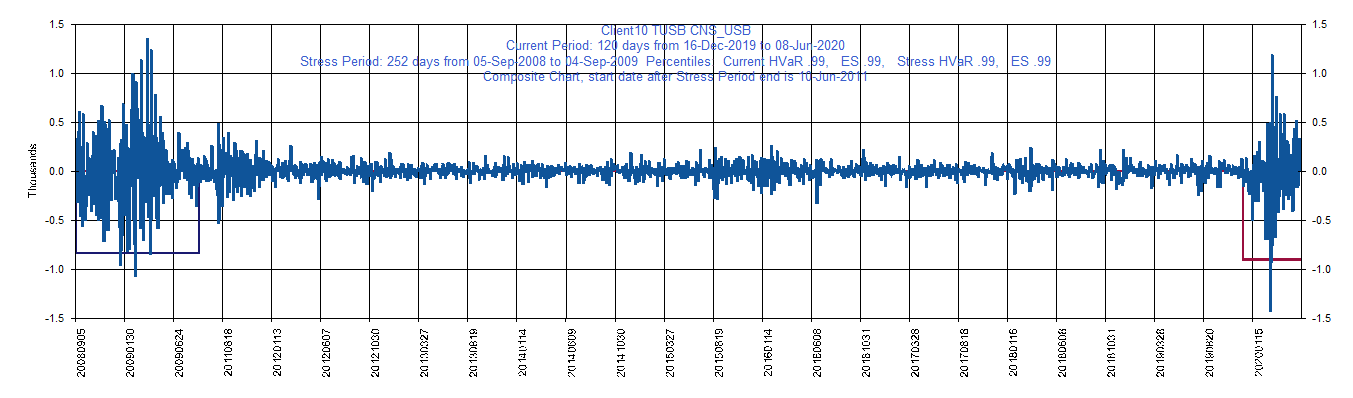 Client10 TUSB CNS_USB
Current Period: 120 days from 16-Dec-2019 to 08-Jun-2020
Stress Period: 252 days from 05-Sep-2008 to 04-Sep-2009 Percentiles: Current HVaR .99, ES .99, Stress HVaR .99, ES .99
Composite Chart, start date after Stress Period end is 10-Jun-2011
1.5 1.5
1.0 1.0
0.5 0.5
0.0 0.0
-0.5 -0.5
-1.0 -1.0
-1.5 -1.5
Thousands
20080905 20090130 20090624 20110818 20120113 20120607 20121030 20130327 20130819 20140114 20140609 20141030 20150327 20150819 20160114 20160608 20161031 20170328 20170818 20180116 20180608 20181031 20190328 20190820 20200115